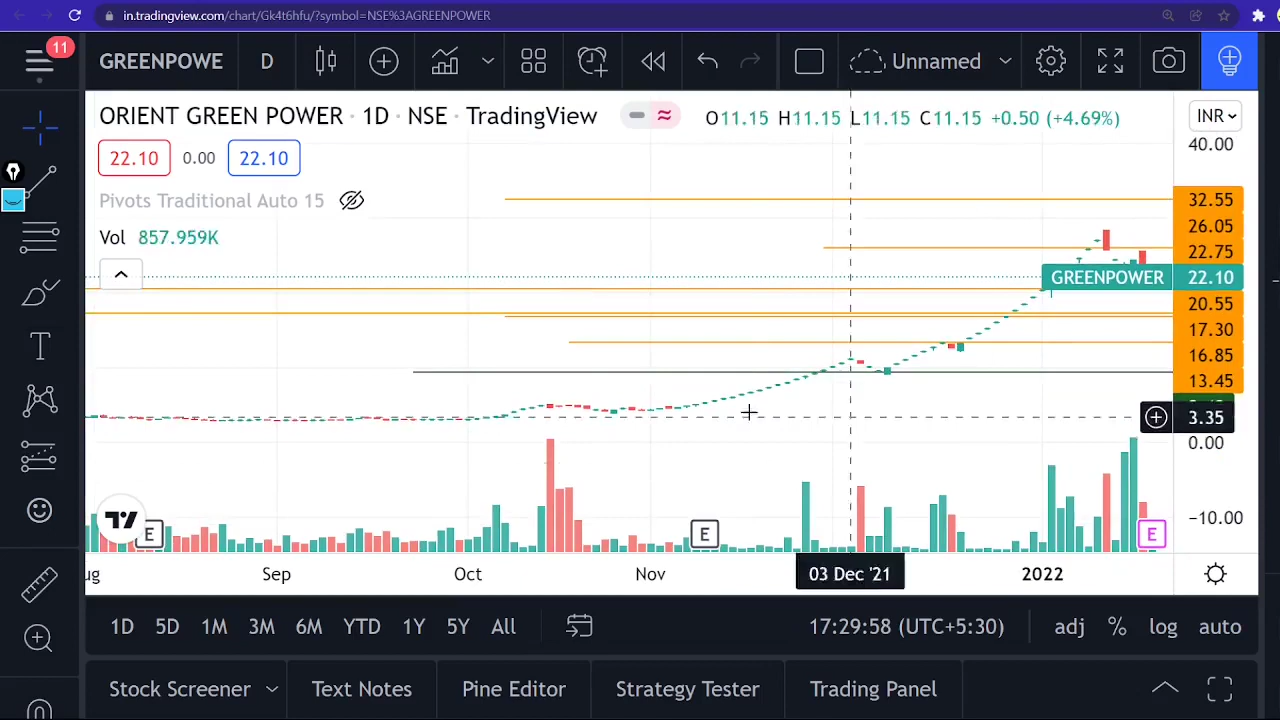 in.tradingview.com/chart/Gk4t6hfu/?symbol=NSE%3AGREENPOWER
11
GREENPOWE D Unnamed
ORIENT GREEN POWER · 1D · NSE · TradingView O11.15 H11.15 L11.15 C11.15 +0.50 (+4.69%) INR
22.10 0.00 22.10
40.00
Pivots Traditional Auto 15
32.55
26.05
Vol 857.959K
22.75
GREENPOWER 22.10
20.55
17.30
16.85
13.45
3.35
0.00
−10.00
E E E
ug Sep Oct Nov 03 Dec '21 2022
1D 5D 1M 3M 6M YTD 1Y 5Y All 17:29:58 (UTC+5:30) adj % log auto
Stock Screener Text Notes Pine Editor Strategy Tester Trading Panel